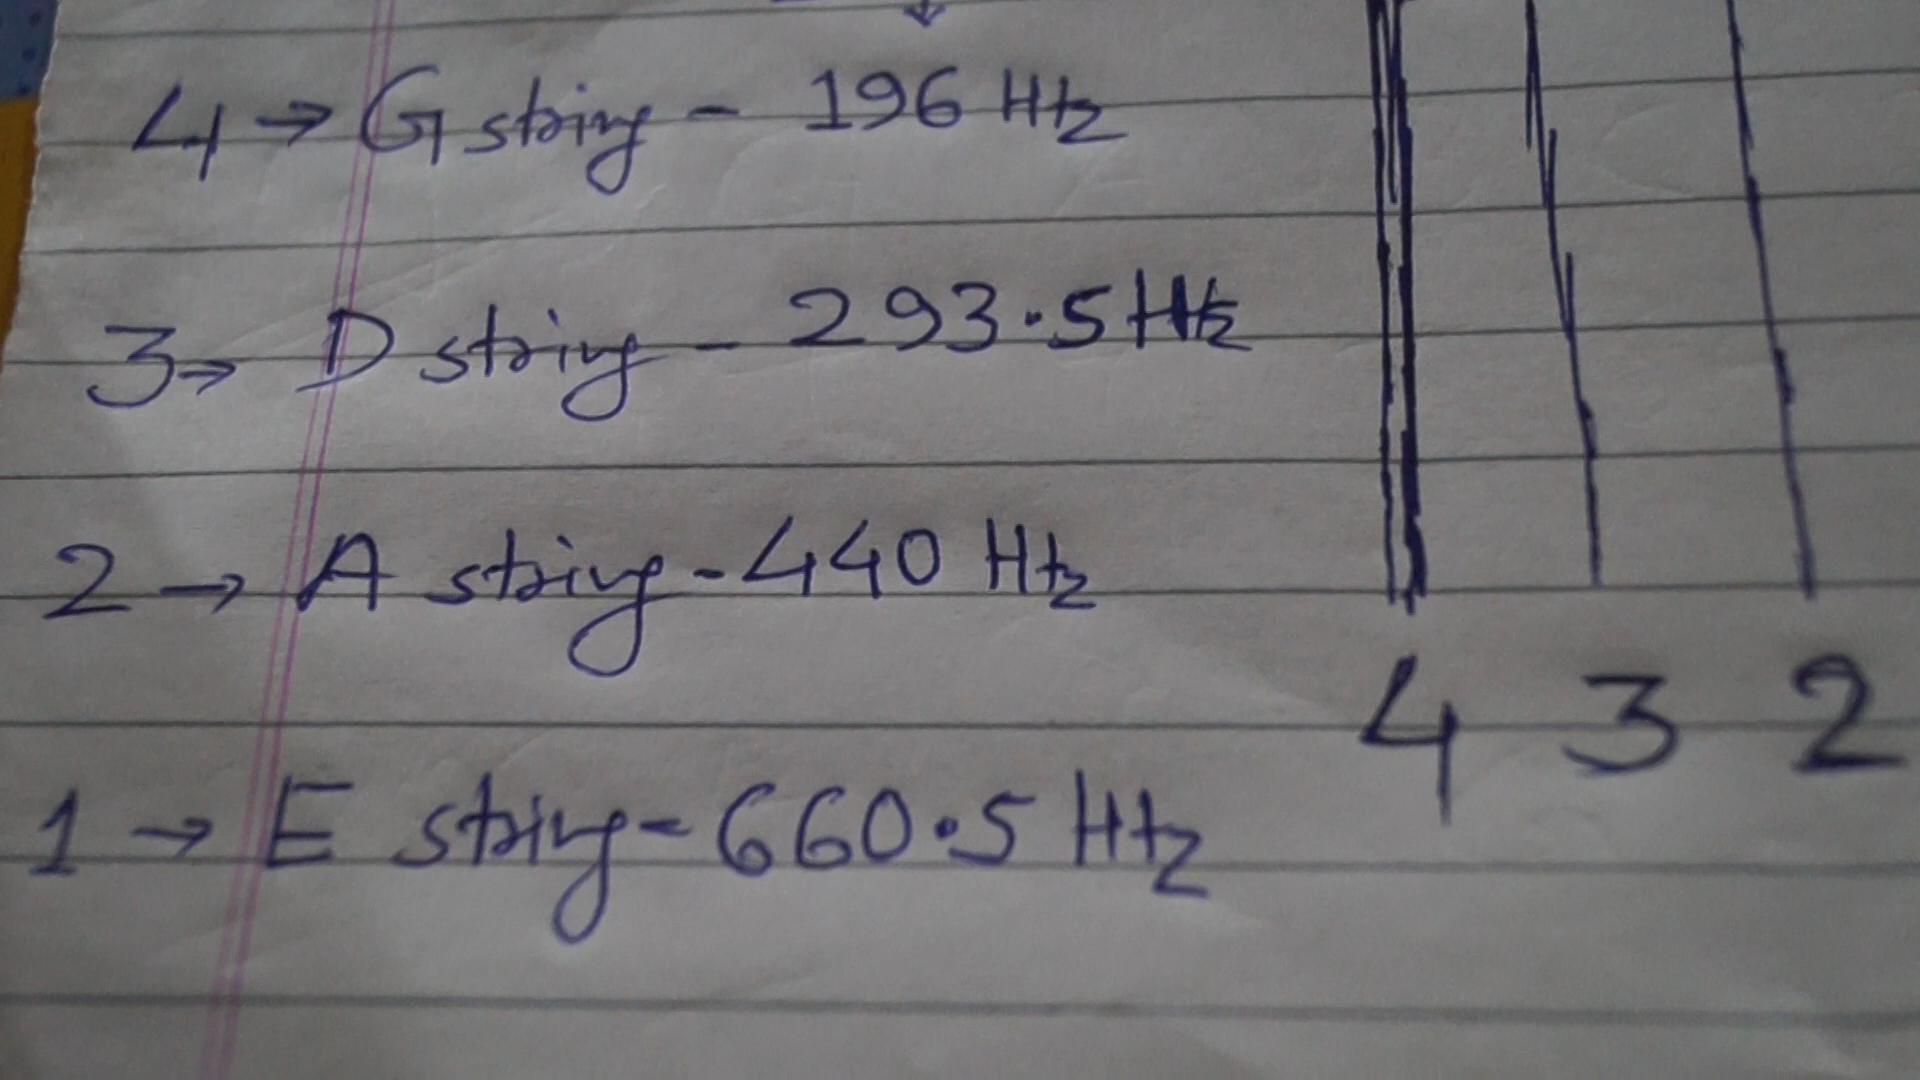 4 → G string - 196 Hz
3 → D string - 293.5 Hz
2 → A string - 440 Hz
1 → E string - 660.5 Hz
4 3 2